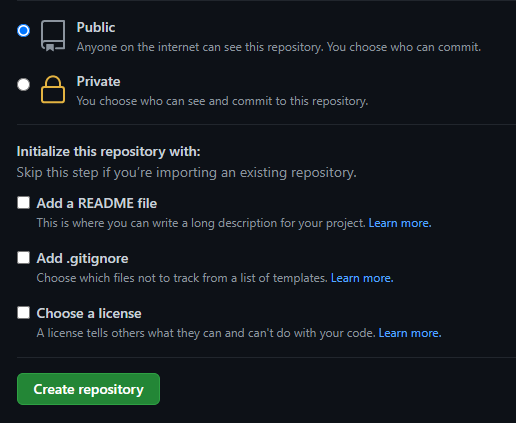 Public
Anyone on the internet can see this repository. You choose who can commit.
Private
You choose who can see and commit to this repository.
Initialize this repository with:
Skip this step if you’re importing an existing repository.
Add a README file
This is where you can write a long description for your project. Learn more.
Add .gitignore
Choose which files not to track from a list of templates. Learn more.
Choose a license
A license tells others what they can and can't do with your code. Learn more.
Create repository